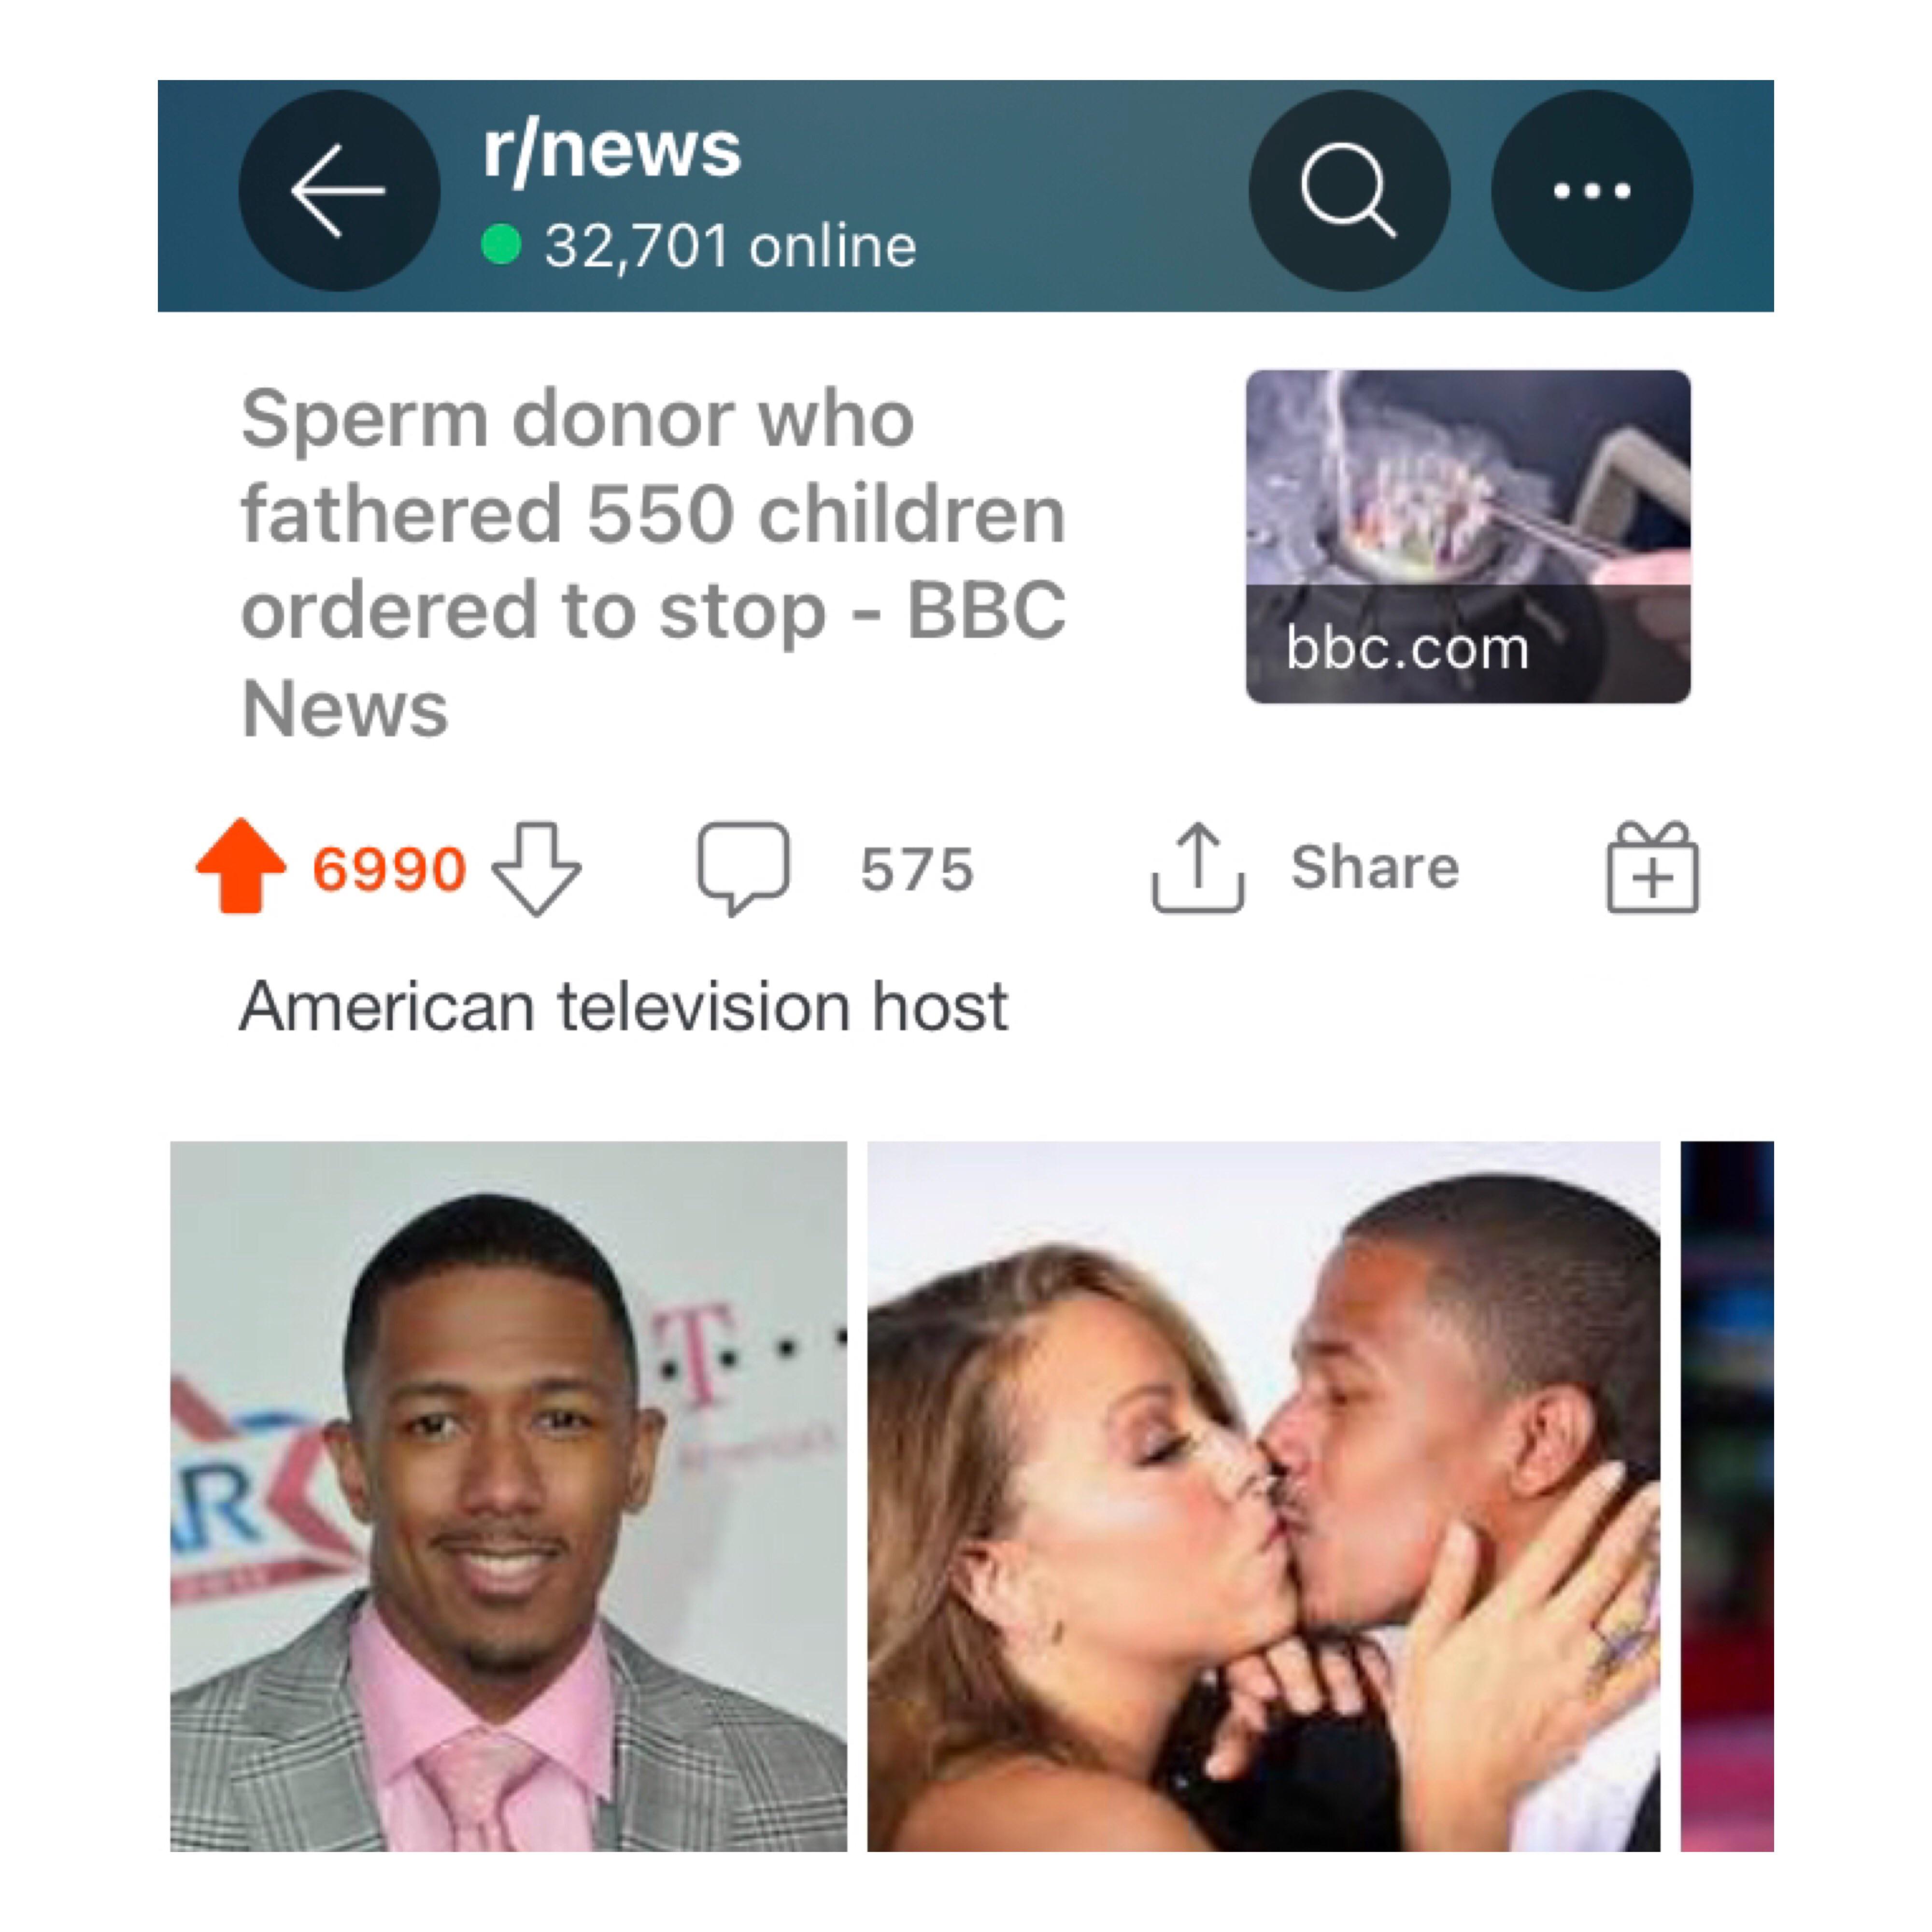 r/news
32,701 online
Sperm donor who
fathered 550 children
ordered to stop - BBC
News
bbc.com
6990
575
Share
American television host
T
AR